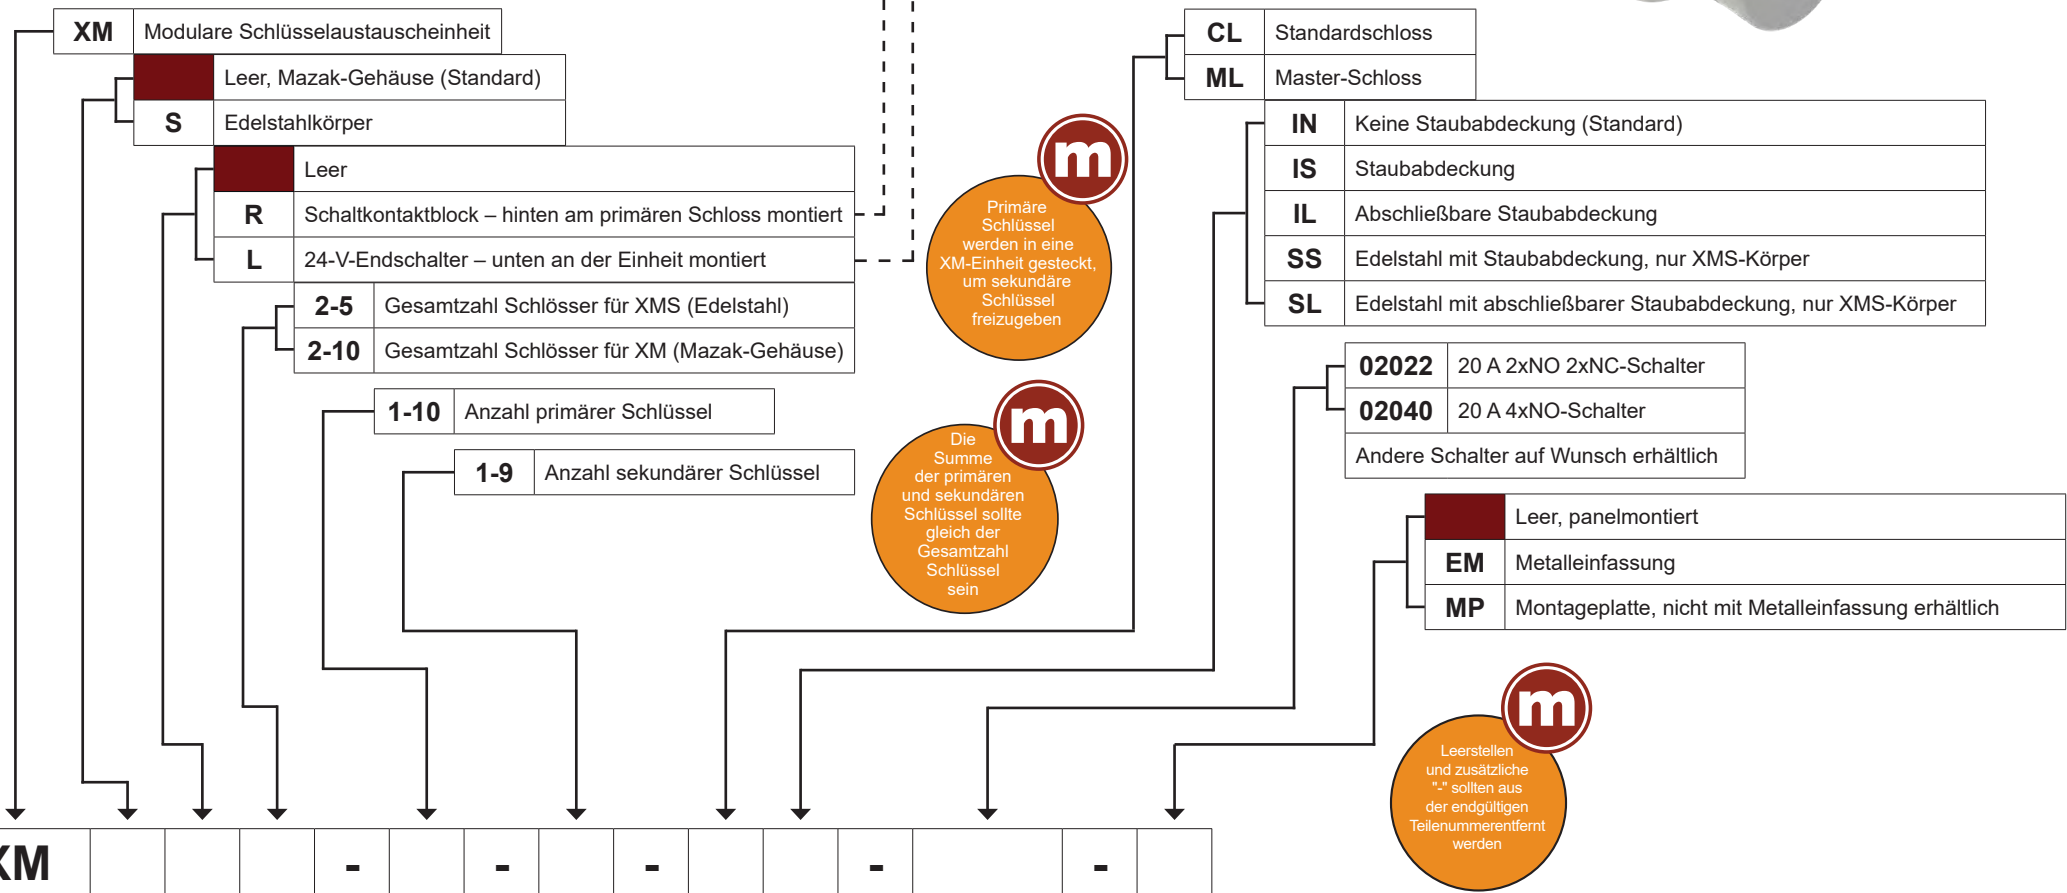 XM Modulare Schlüsselaustauscheinheit
Leer, Mazak-Gehäuse (Standard)
S Edelstahlkörper
Leer
R Schaltkontaktblock – hinten am primären Schloss montiert
L 24-V-Endschalter – unten an der Einheit montiert
2-5 Gesamtzahl Schlösser für XMS (Edelstahl)
2-10 Gesamtzahl Schlösser für XM (Mazak-Gehäuse)
1-10 Anzahl primärer Schlüssel
1-9 Anzahl sekundärer Schlüssel
m
Primäre
Schlüssel
werden in eine
XM-Einheit gesteckt,
um sekundäre
Schlüssel
freizugeben
m
Die
Summe
der primären
und sekundären
Schlüssel sollte
gleich der
Gesamtzahl
Schlüssel
sein
CL Standardschloss
ML Master-Schloss
IN Keine Staubabdeckung (Standard)
IS Staubabdeckung
IL Abschließbare Staubabdeckung
SS Edelstahl mit Staubabdeckung, nur XMS-Körper
SL Edelstahl mit abschließbarer Staubabdeckung, nur XMS-Körper
02022 20 A 2xNO 2xNC-Schalter
02040 20 A 4xNO-Schalter
Andere Schalter auf Wunsch erhältlich
Leer, panelmontiert
EM Metalleinfassung
MP Montageplatte, nicht mit Metalleinfassung erhältlich
m
Leerstellen
und zusätzliche
"-" sollten aus
der endgültigen
Teilenummerentfernt
werden
XM - - - - -